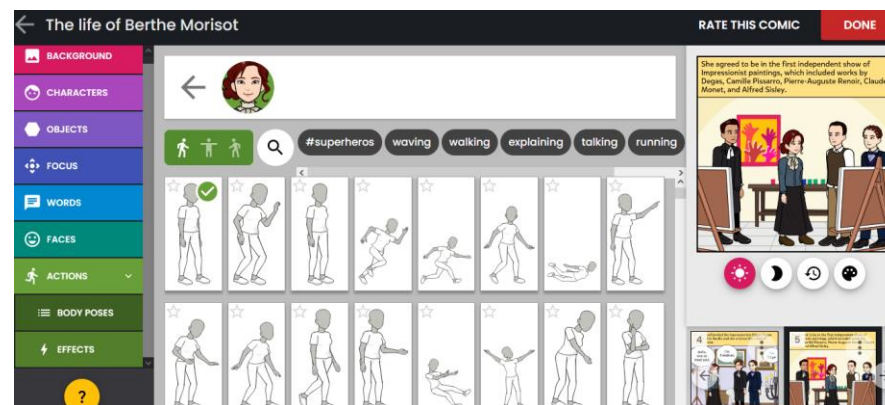 The life of Berthe Morisot
RATE THIS COMIC
DONE
BACKGROUND
CHARACTERS
OBJECTS
FOCUS
WORDS
FACES
ACTIONS
BODY POSES
EFFECTS
?
#superheros
waving
walking
explaining
talking
running
She agreed to be in the first independent show of
Impressionist paintings, which included works by
Degas, Camille Pissarro, Pierre-Auguste Renoir, Claude
Monet, and Alfred Sisley.
4
5